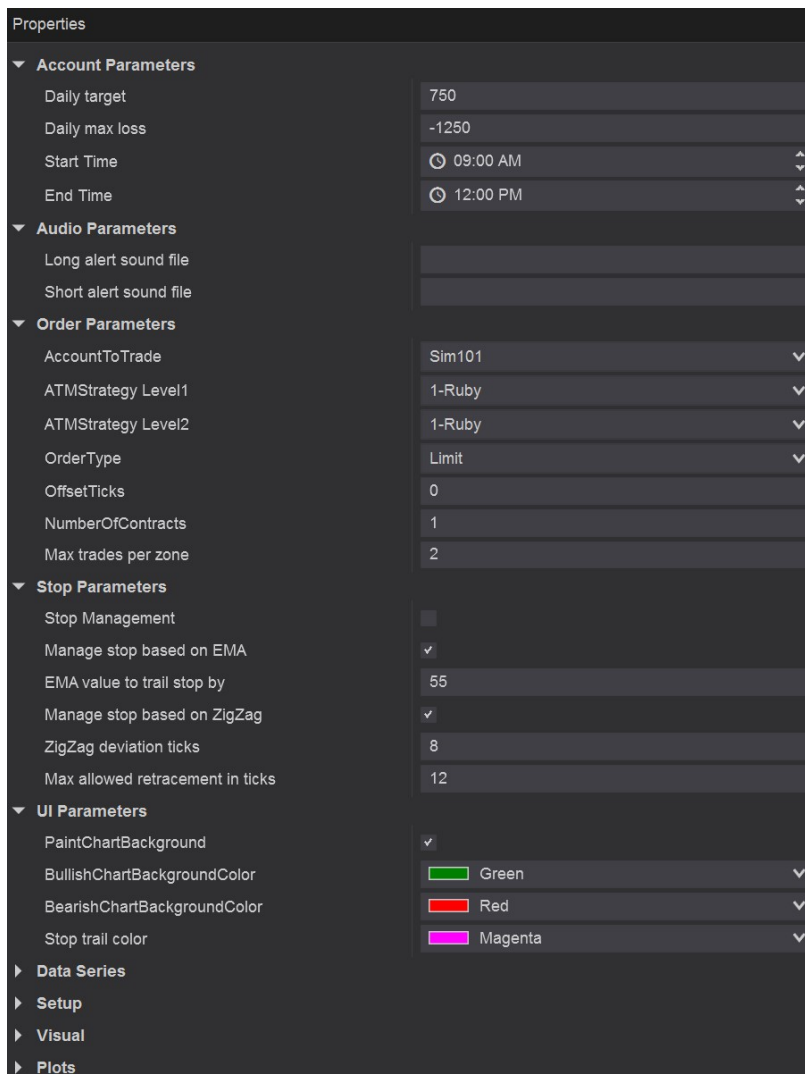 Properties
Account Parameters
Daily target 750
Daily max loss -1250
Start Time 09:00 AM
End Time 12:00 PM
Audio Parameters
Long alert sound file
Short alert sound file
Order Parameters
AccountToTrade Sim101
ATMStrategy Level1 1-Ruby
ATMStrategy Level2 1-Ruby
OrderType Limit
OffsetTicks 0
NumberOfContracts 1
Max trades per zone 2
Stop Parameters
Stop Management
Manage stop based on EMA
EMA value to trail stop by 55
Manage stop based on ZigZag
ZigZag deviation ticks 8
Max allowed retracement in ticks 12
UI Parameters
PaintChartBackground
BullishChartBackgroundColor Green
BearishChartBackgroundColor Red
Stop trail color Magenta
Data Series
Setup
Visual
Plots